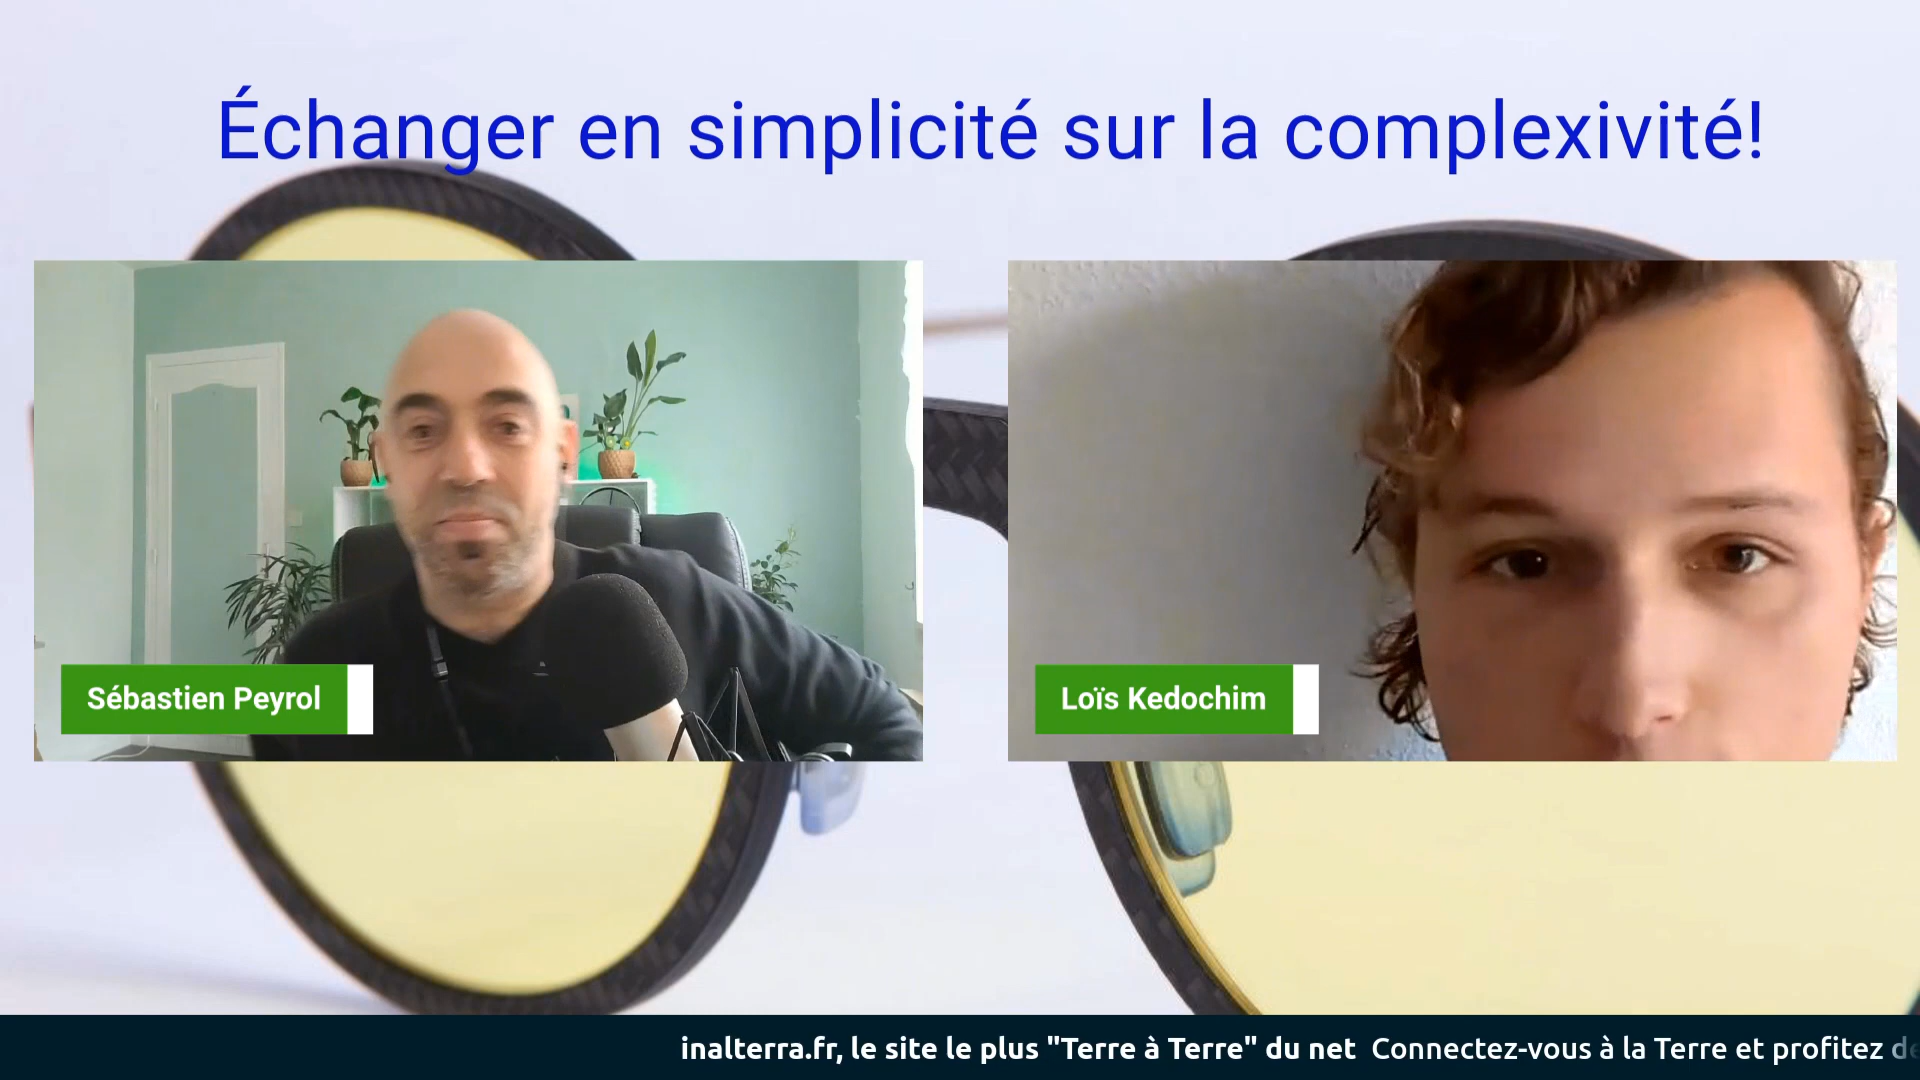 Échanger en simplicité sur la complexivité!
Sébastien Peyrol
Loïs Kedochim
inalterra.fr, le site le plus "Terre à Terre" du net Connectez-vous à la Terre et profitez de